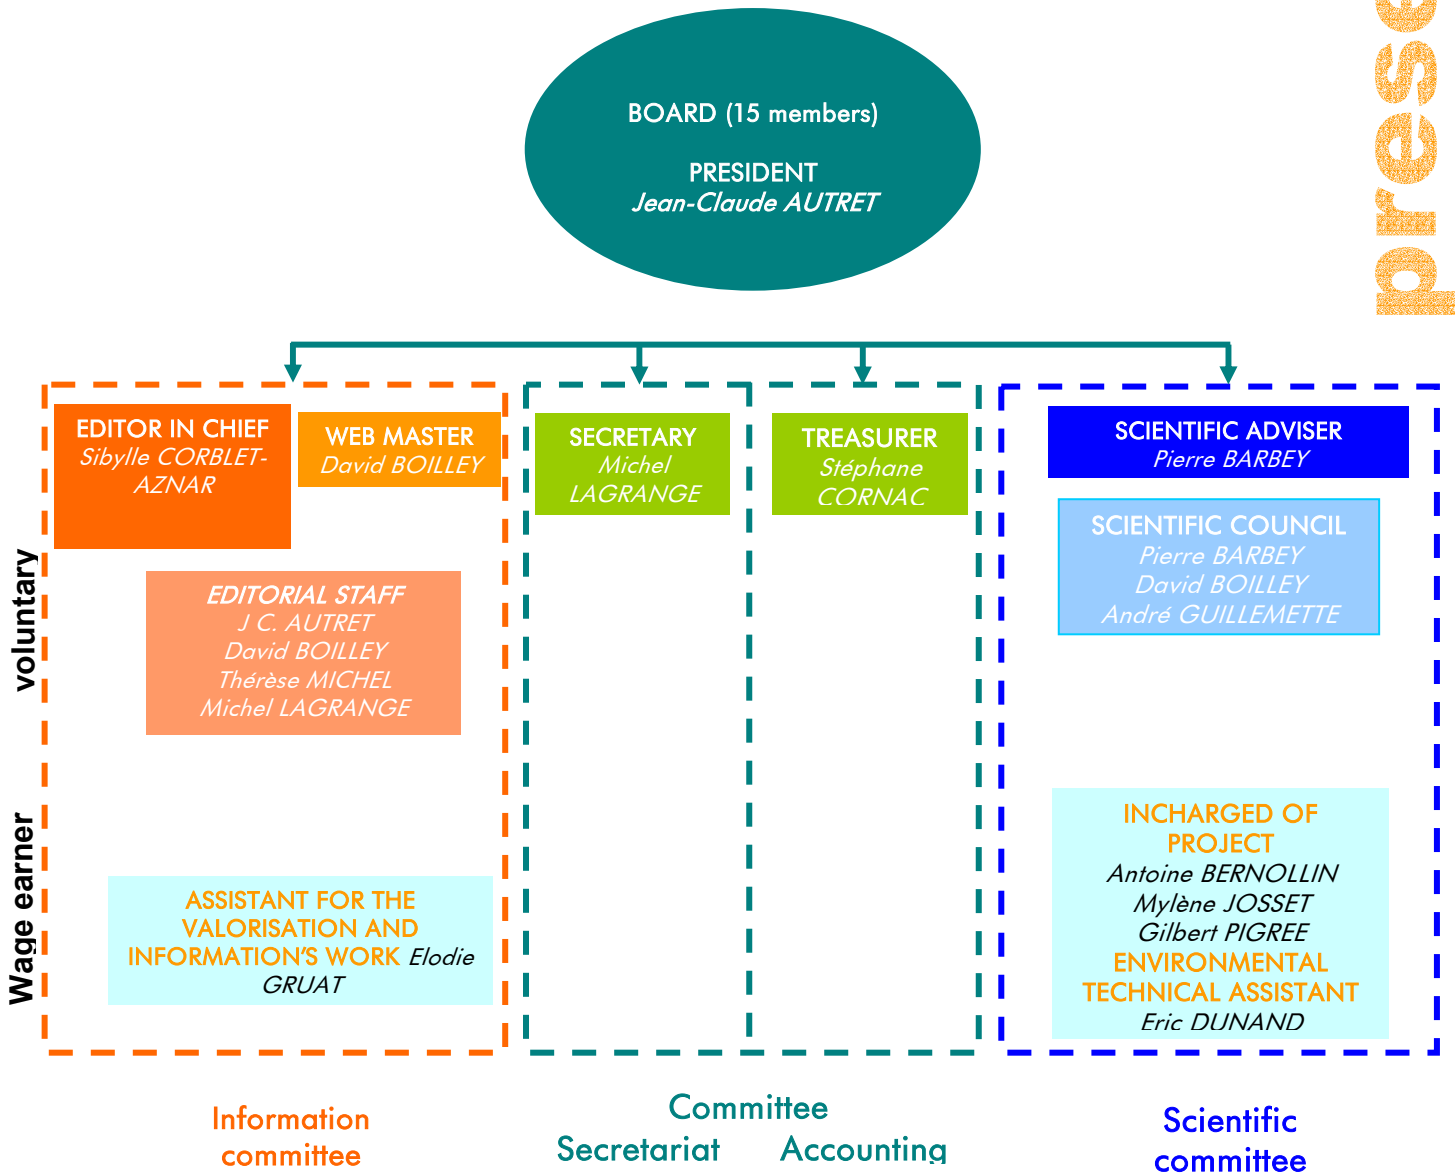 prese
BOARD (15 members)
PRESIDENT
Jean-Claude AUTRET
EDITOR IN CHIEF
Sibylle CORBLET-
AZNAR
WEB MASTER
David BOILLEY
SECRETARY
Michel
LAGRANGE
TREASURER
Stéphane
CORNAC
SCIENTIFIC ADVISER
Pierre BARBEY
SCIENTIFIC COUNCIL
Pierre BARBEY
David BOILLEY
André GUILLEMETTE
voluntary
EDITORIAL STAFF
J C. AUTRET
David BOILLEY
Thérèse MICHEL
Michel LAGRANGE
Wage earner
ASSISTANT FOR THE
VALORISATION AND
INFORMATION'S WORK Elodie
GRUAT
INCHARGED OF
PROJECT
Antoine BERNOLLIN
Mylène JOSSET
Gilbert PIGREE
ENVIRONMENTAL
TECHNICAL ASSISTANT
Eric DUNAND
Information
committee
Committee
Secretariat Accounting
Scientific
committee